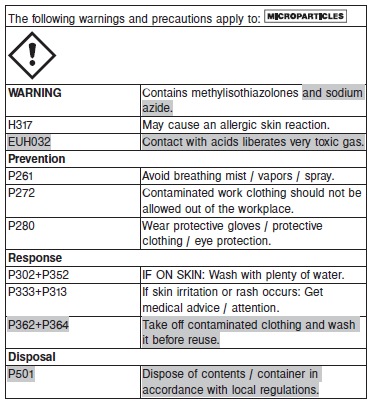 The following warnings and precautions apply to: MICROPARTICLES
WARNING Contains methylisothiazolones and sodium
azide.
H317 May cause an allergic skin reaction.
EUH032 Contact with acids liberates very toxic gas.
Prevention
P261 Avoid breathing mist / vapors / spray.
P272 Contaminated work clothing should not be
allowed out of the workplace.
P280 Wear protective gloves / protective
clothing / eye protection.
Response
P302+P352 IF ON SKIN: Wash with plenty of water.
P333+P313 If skin irritation or rash occurs: Get
medical advice / attention.
P362+P364 Take off contaminated clothing and wash
it before reuse.
Disposal
P501 Dispose of contents / container in
accordance with local regulations.